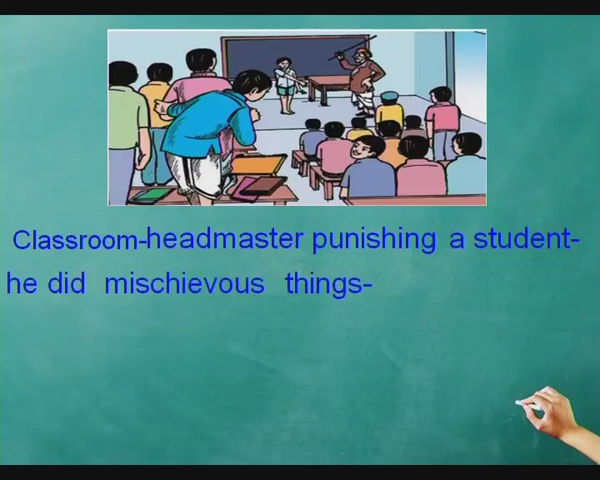 Classroom-headmaster punishing a student-
he did mischievous things-